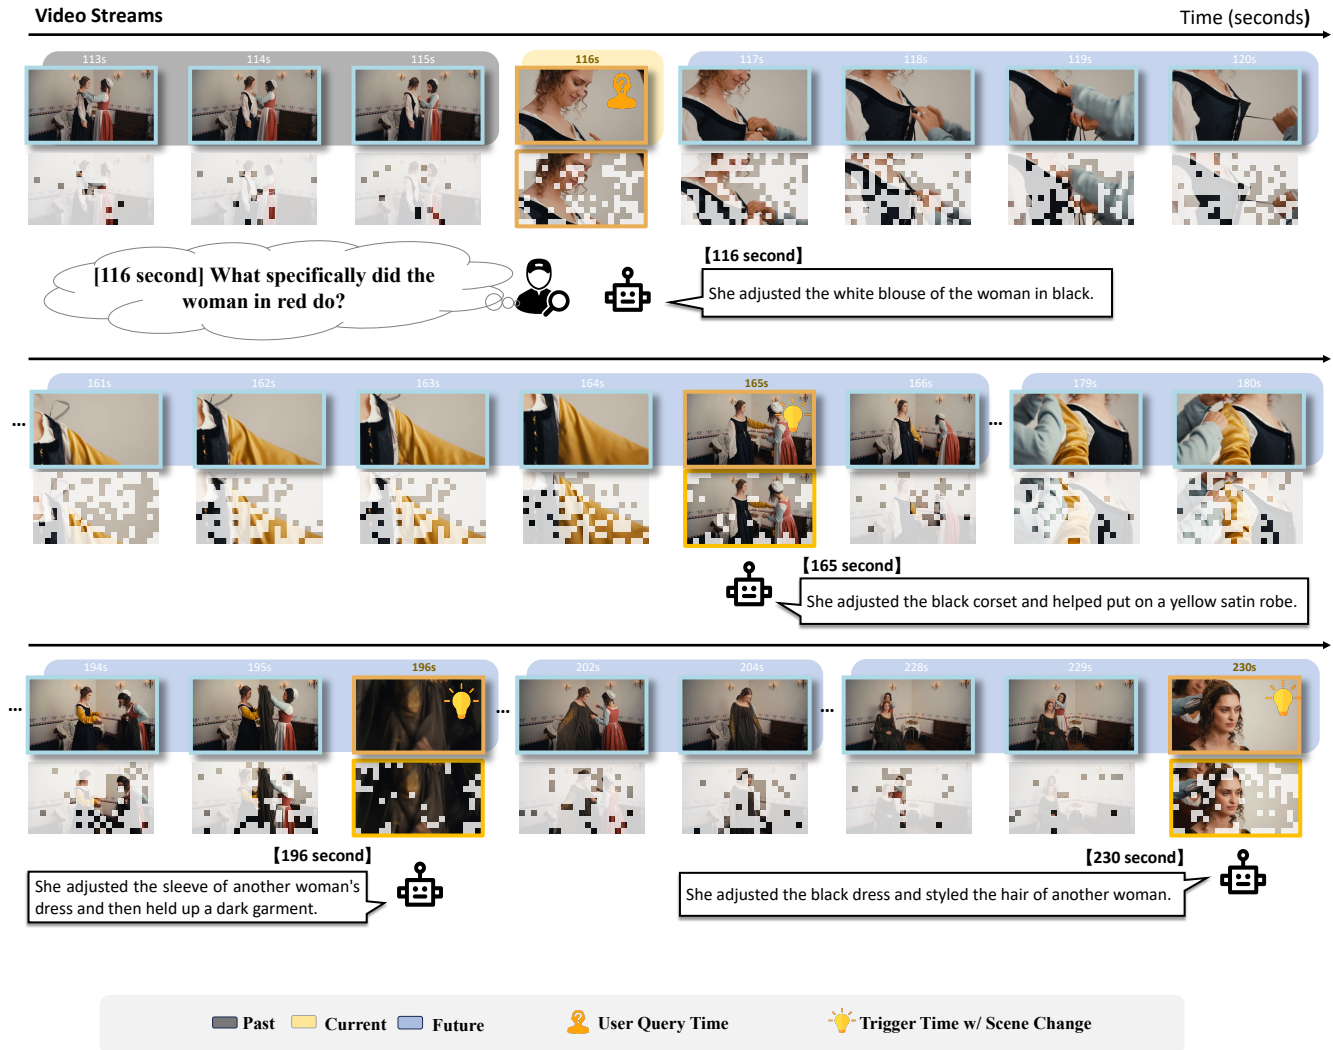 Video Streams
Time (seconds)
113s
114s
115s
116s
117s
118s
119s
120s
[116 second] What specifically did the
woman in red do?
【116 second】
She adjusted the white blouse of the woman in black.
161s
162s
163s
164s
165s
166s
179s
180s
...
...
【165 second】
She adjusted the black corset and helped put on a yellow satin robe.
194s
195s
196s
202s
204s
228s
229s
230s
...
...
...
【196 second】
She adjusted the sleeve of another woman's
dress and then held up a dark garment.
【230 second】
She adjusted the black dress and styled the hair of another woman.
Past
Current
Future
User Query Time
Trigger Time w/ Scene Change